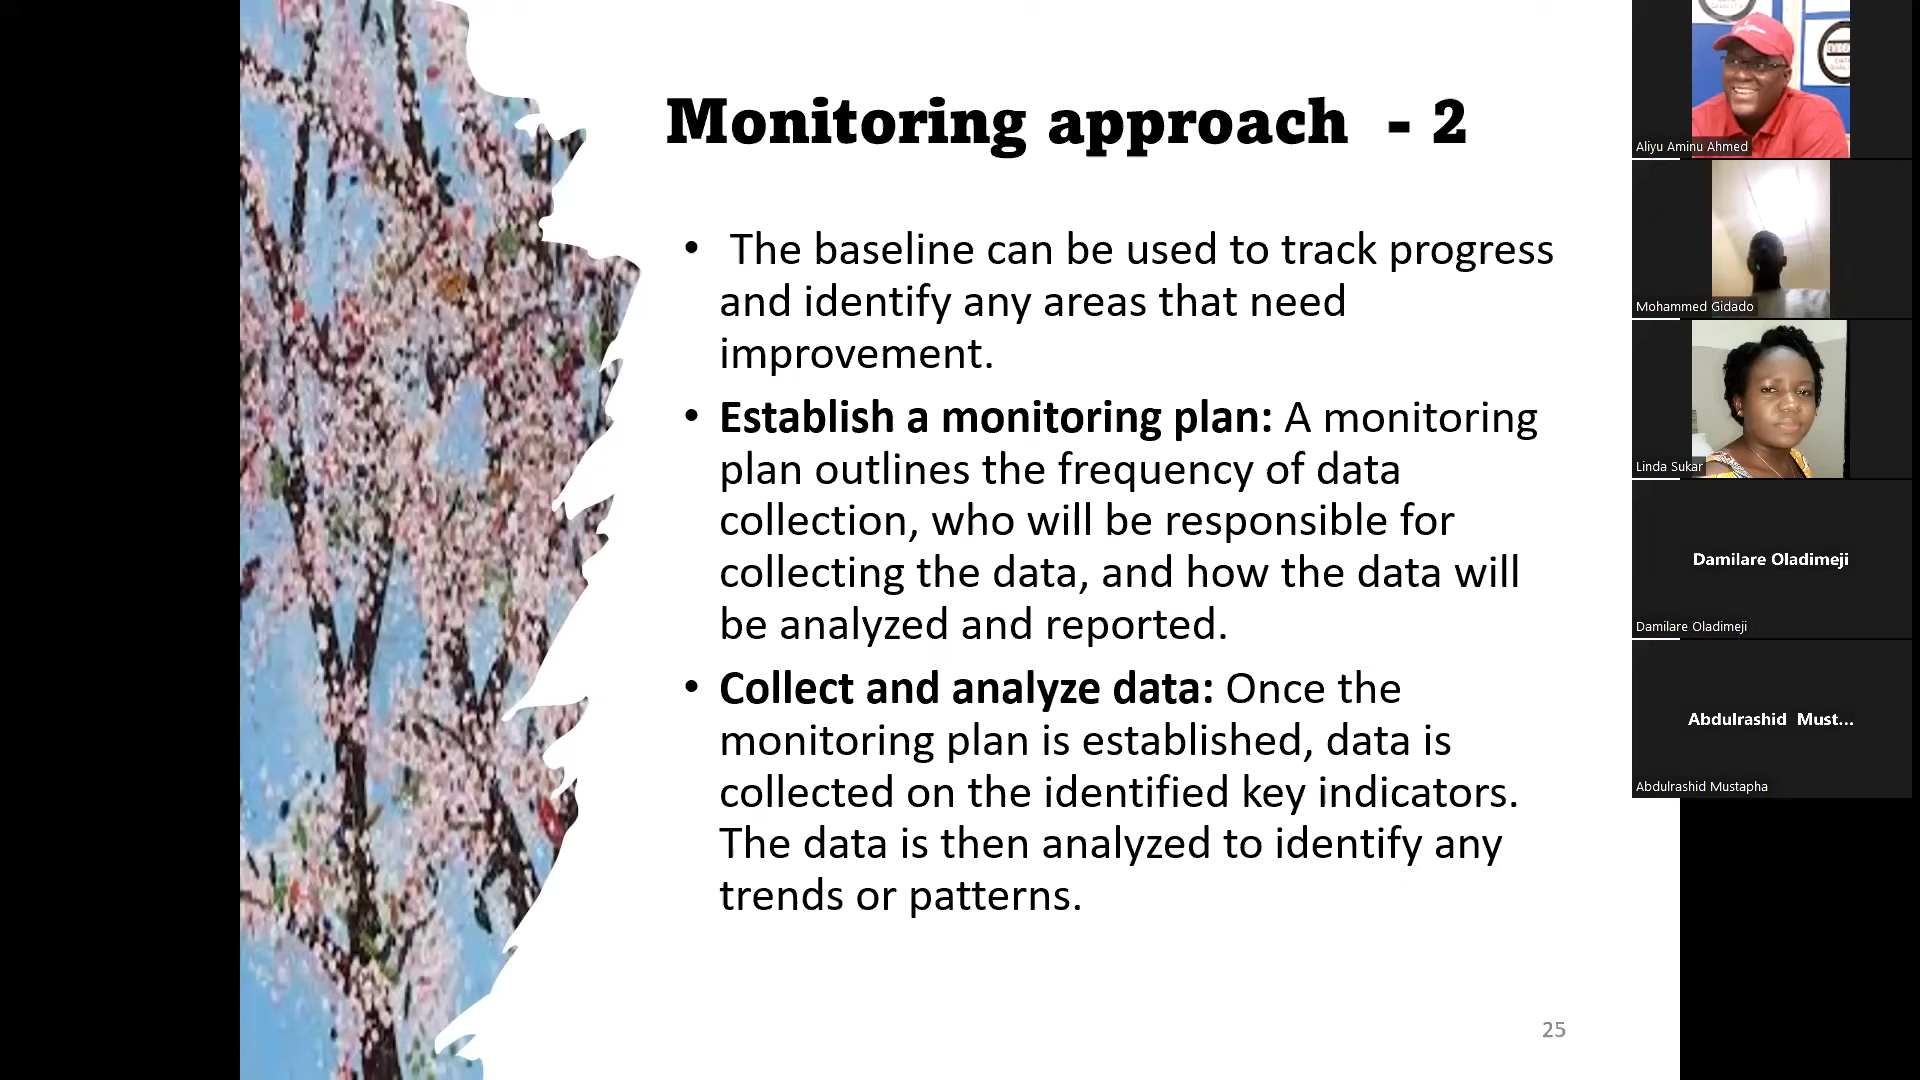 Monitoring approach - 2
• The baseline can be used to track progress
and identify any areas that need
improvement.
• Establish a monitoring plan: A monitoring
plan outlines the frequency of data
collection, who will be responsible for
collecting the data, and how the data will
be analyzed and reported.
• Collect and analyze data: Once the
monitoring plan is established, data is
collected on the identified key indicators.
The data is then analyzed to identify any
trends or patterns.
25
Aliyu Aminu Ahmed
Mohammed Gidado
Linda Sukar
Damilare Oladimeji
Damilare Oladimeji
Abdulrashid Must...
Abdulrashid Mustapha